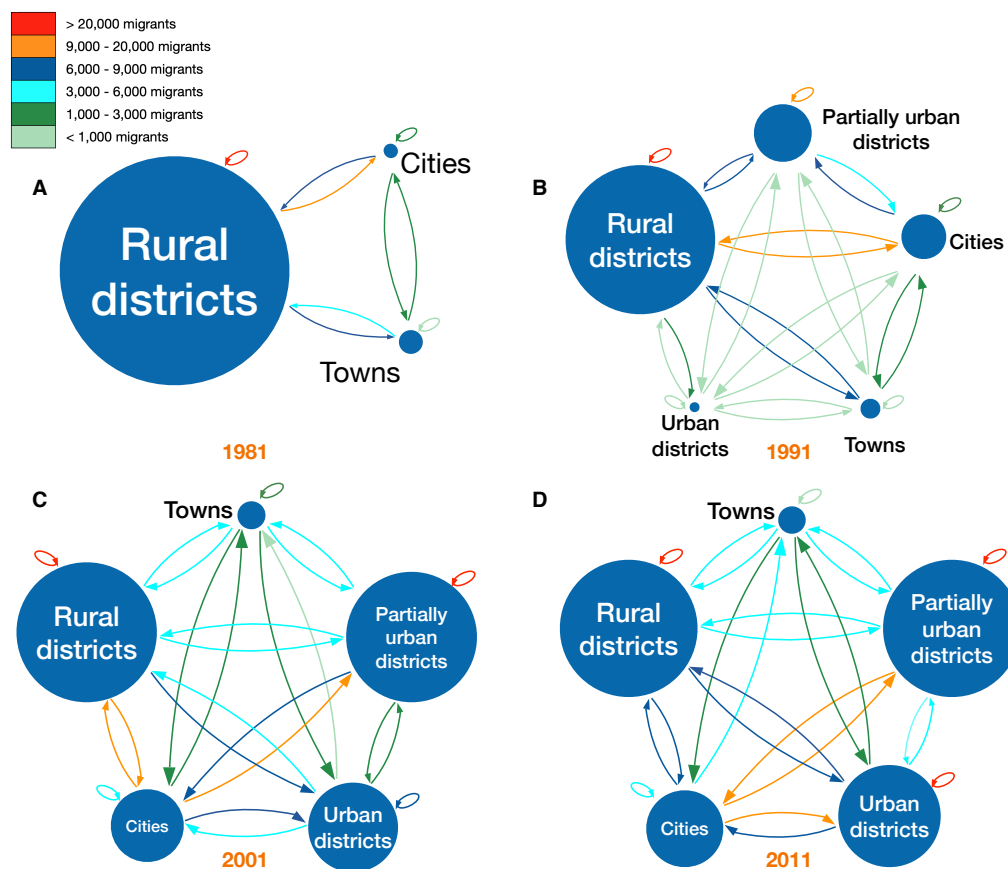 > 20,000 migrants
9,000 - 20,000 migrants
6,000 - 9,000 migrants
3,000 - 6,000 migrants
1,000 - 3,000 migrants
< 1,000 migrants
A
Rural
districts
Cities
Towns
1981
B
Partially urban
districts
Rural
districts
Cities
Urban
districts
Towns
1991
C
Towns
Rural
districts
Partially
urban
districts
Cities
Urban
districts
2001
D
Towns
Rural
districts
Partially
urban
districts
Cities
Urban
districts
2011